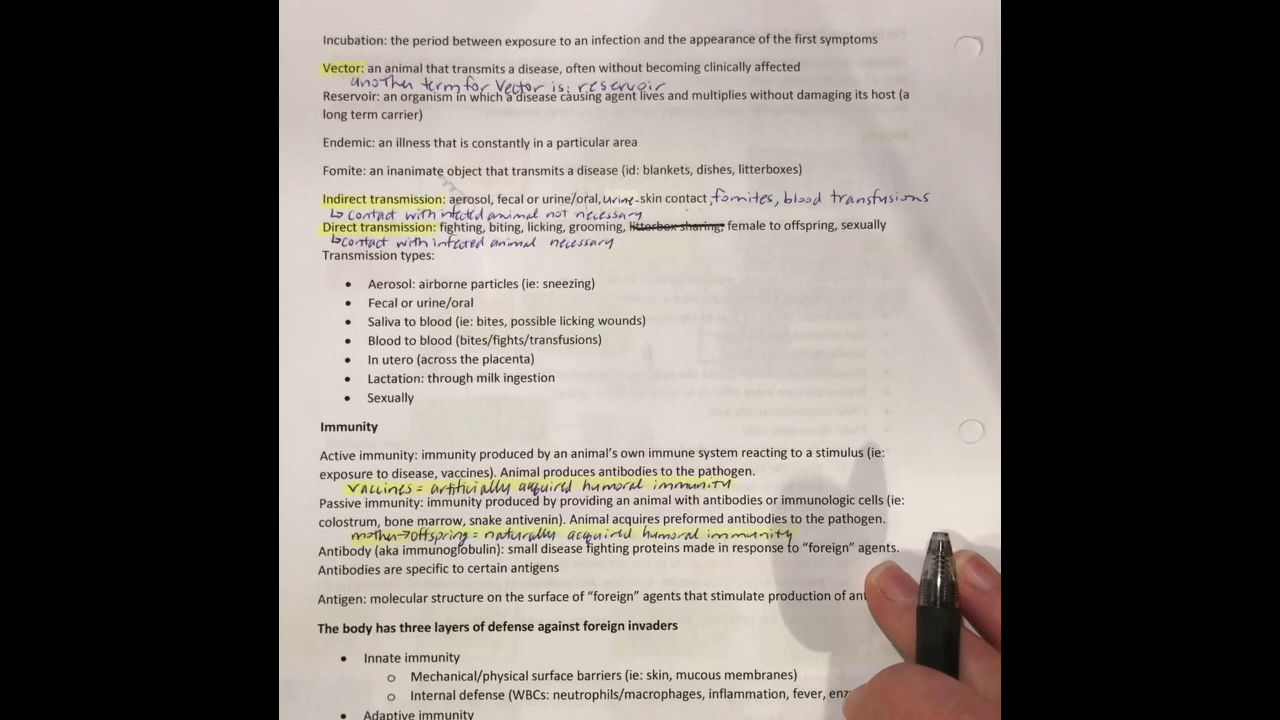 Incubation: the period between exposure to an infection and the appearance of the first symptoms
Vector: an animal that transmits a disease, often without becoming clinically affected
another term for vector is: reservoir
Reservoir: an organism in which a disease causing agent lives and multiplies without damaging its host (a
long term carrier)
Endemic: an illness that is constantly in a particular area
Fomite: an inanimate object that transmits a disease (id: blankets, dishes, litterboxes)
Indirect transmission: aerosol, fecal or urine/oral, urine-skin contact, fomites, blood transfusions
↳ contact with infected animal not necessary
Direct transmission: fighting, biting, licking, grooming, litterbox sharing, female to offspring, sexually
↳ contact with infected animal necessary
Transmission types:
• Aerosol: airborne particles (ie: sneezing)
• Fecal or urine/oral
• Saliva to blood (ie: bites, possible licking wounds)
• Blood to blood (bites/fights/transfusions)
• In utero (across the placenta)
• Lactation: through milk ingestion
• Sexually
Immunity
Active immunity: immunity produced by an animal's own immune system reacting to a stimulus (ie:
exposure to disease, vaccines). Animal produces antibodies to the pathogen.
vaccines = artificially acquired humoral immunity
Passive immunity: immunity produced by providing an animal with antibodies or immunologic cells (ie:
colostrum, bone marrow, snake antivenin). Animal acquires preformed antibodies to the pathogen.
mother→offspring = naturally acquired humoral immunity
Antibody (aka immunoglobulin): small disease fighting proteins made in response to "foreign" agents.
Antibodies are specific to certain antigens
Antigen: molecular structure on the surface of "foreign" agents that stimulate production of
The body has three layers of defense against foreign invaders
• Innate immunity
o Mechanical/physical surface barriers (ie: skin, mucous membranes)
o Internal defense (WBCs: neutrophils/macrophages, inflammation, fever,
• Adaptive immunity